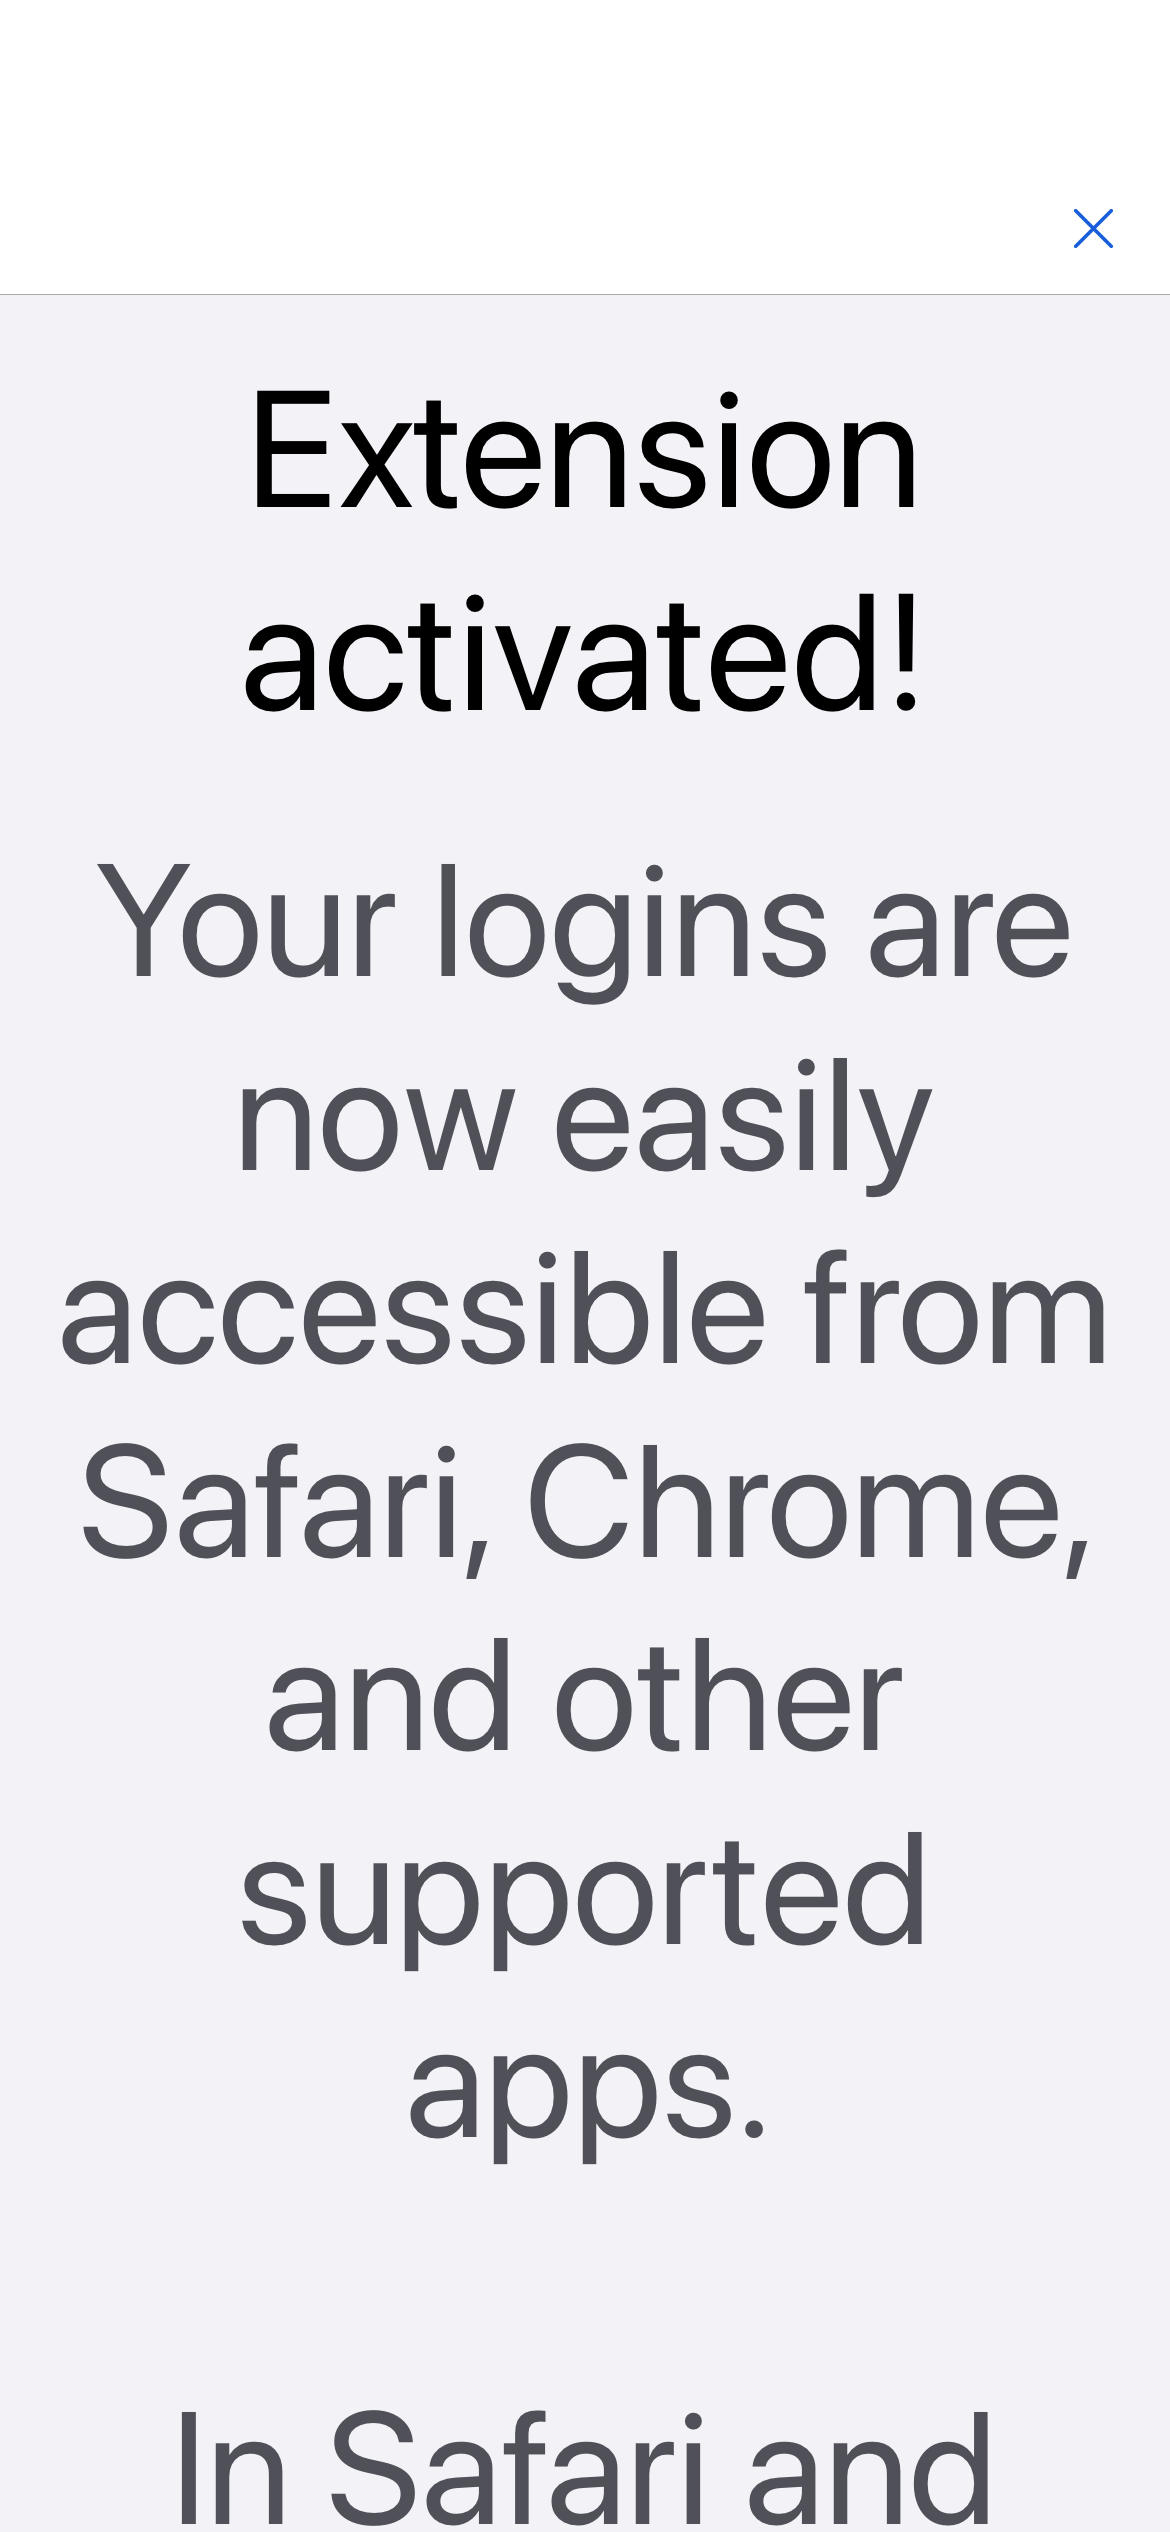 Extension
activated!
Your logins are
now easily
accessible from
Safari, Chrome,
and other
supported
apps.
In Safari and